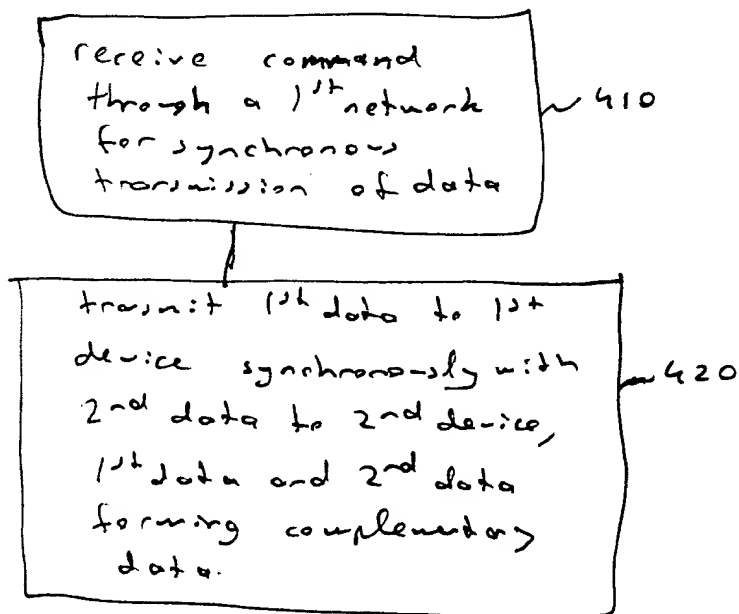 receive command
through a 1st network
for synchronous
transmission of data
410
transmit 1st data to 1st
device synchronously with
2nd data to 2nd device,
1st data and 2nd data
forming complementary
data.
420